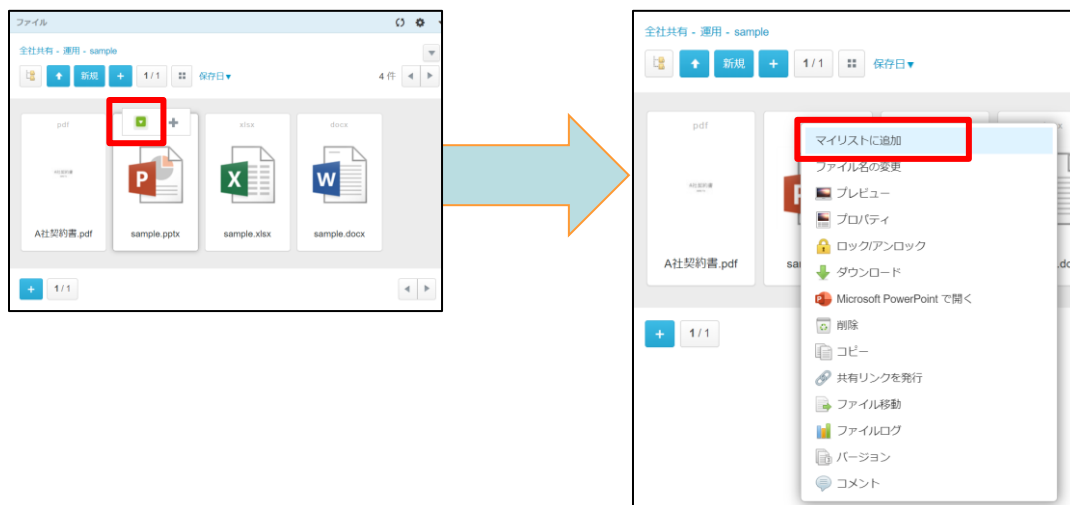 ファイル
全社共有 - 運用 - sample
新規 + 1/1 保存日▼ 4 件
pdf xlsx docx
A社契約書.pdf sample.pptx sample.xlsx sample.docx
+ 1/1
全社共有 - 運用 - sample
新規 + 1/1 保存日▼
pdf
A社契約書.pdf
+ 1/1
マイリストに追加
ファイル名の変更
プレビュー
プロパティ
ロック/アンロック
ダウンロード
Microsoft PowerPoint で開く
削除
コピー
共有リンクを発行
ファイル移動
ファイルログ
バージョン
コメント